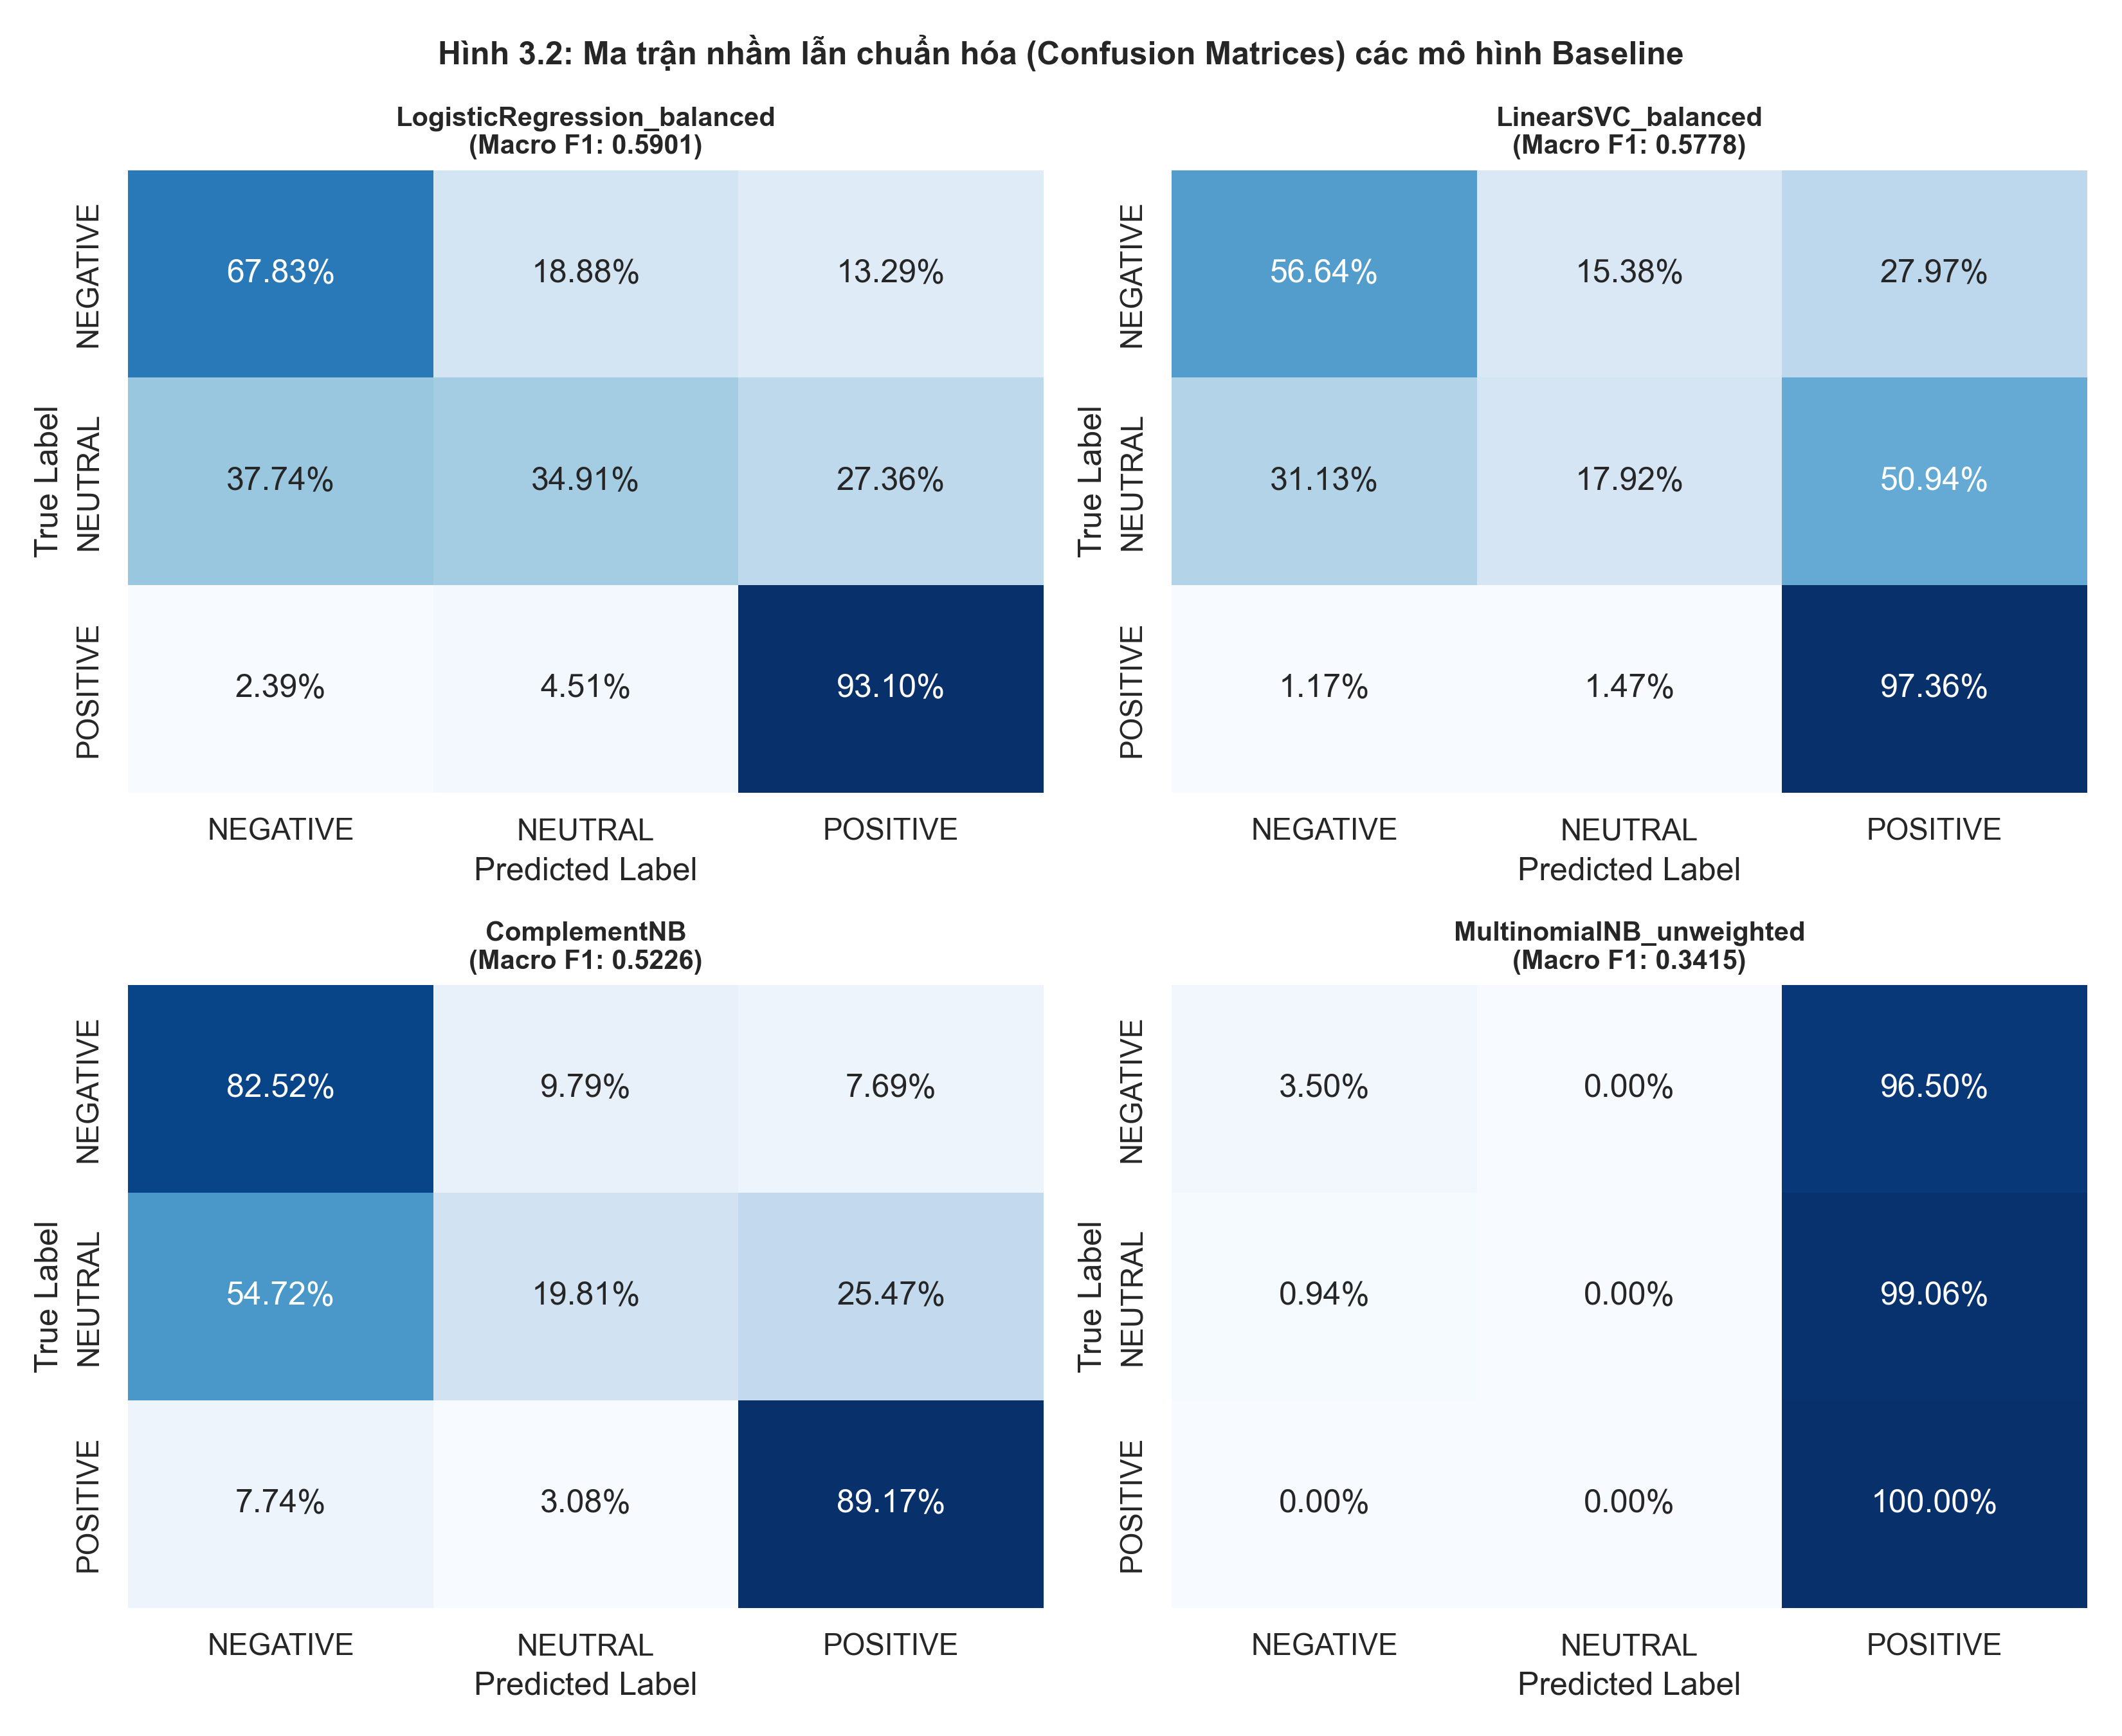 Hình 3.2: Ma trận nhầm lẫn chuẩn hóa (Confusion Matrices) các mô hình Baseline
LogisticRegression_balanced
(Macro F1: 0.5901)
True Label
NEGATIVE
67.83%
18.88%
13.29%
NEUTRAL
37.74%
34.91%
27.36%
POSITIVE
2.39%
4.51%
93.10%
NEGATIVE
NEUTRAL
POSITIVE
Predicted Label
LinearSVC_balanced
(Macro F1: 0.5778)
True Label
NEGATIVE
56.64%
15.38%
27.97%
NEUTRAL
31.13%
17.92%
50.94%
POSITIVE
1.17%
1.47%
97.36%
NEGATIVE
NEUTRAL
POSITIVE
Predicted Label
ComplementNB
(Macro F1: 0.5226)
True Label
NEGATIVE
82.52%
9.79%
7.69%
NEUTRAL
54.72%
19.81%
25.47%
POSITIVE
7.74%
3.08%
89.17%
NEGATIVE
NEUTRAL
POSITIVE
Predicted Label
MultinomialNB_unweighted
(Macro F1: 0.3415)
True Label
NEGATIVE
3.50%
0.00%
96.50%
NEUTRAL
0.94%
0.00%
99.06%
POSITIVE
0.00%
0.00%
100.00%
NEGATIVE
NEUTRAL
POSITIVE
Predicted Label